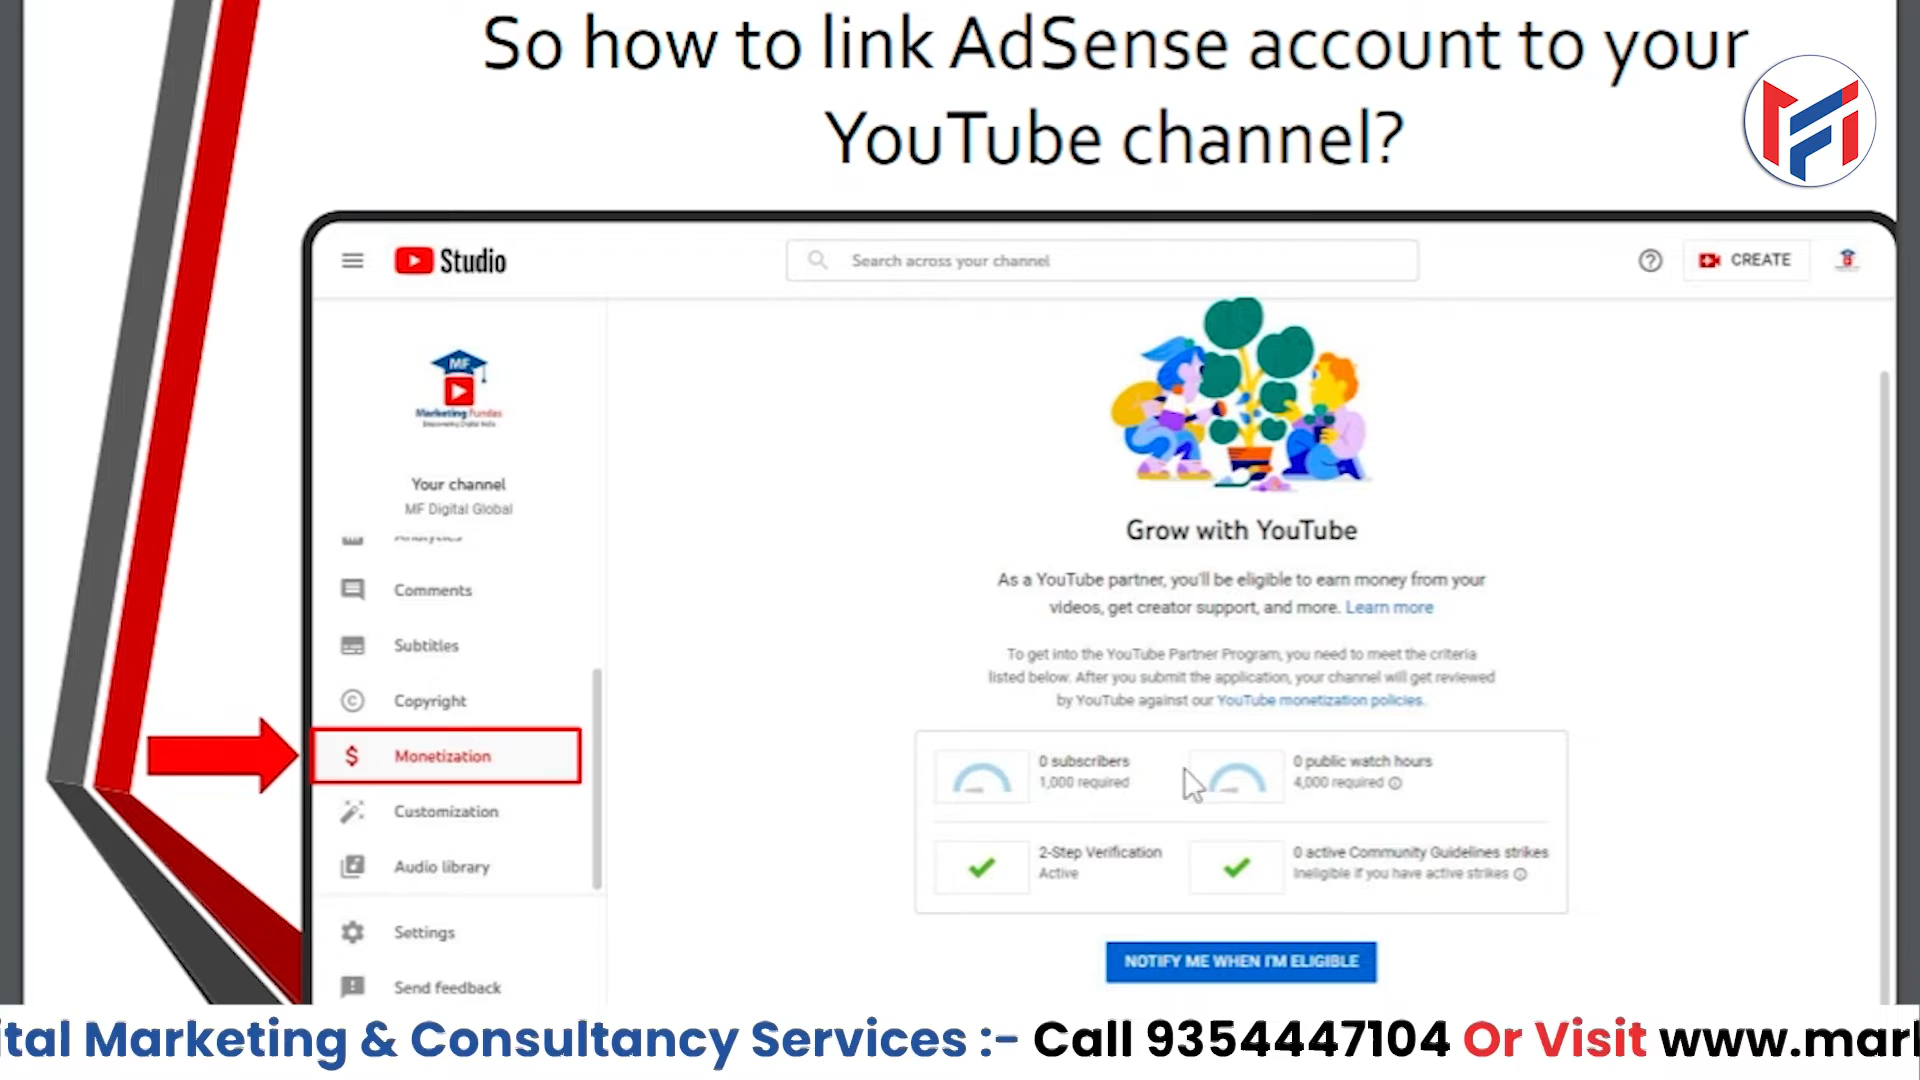 So how to link AdSense account to your
YouTube channel?
Studio
Search across your channel
CREATE
MF
Marketing Fundas
Your channel
MF Digital Global
Analytics
Comments
Subtitles
Copyright
Monetization
Customization
Audio library
Settings
Send feedback
Grow with YouTube
As a YouTube partner, you'll be eligible to earn money from your
videos, get creator support, and more. Learn more
To get into the YouTube Partner Program, you need to meet the criteria
listed below. After you submit the application, your channel will get reviewed
by YouTube against our YouTube monetization policies.
0 subscribers
1,000 required
0 public watch hours
4,000 required
2-Step Verification
Active
0 active Community Guidelines strikes
Ineligible if you have active strikes
NOTIFY ME WHEN I'M ELIGIBLE
ital Marketing & Consultancy Services :- Call 9354447104 Or Visit www.mark